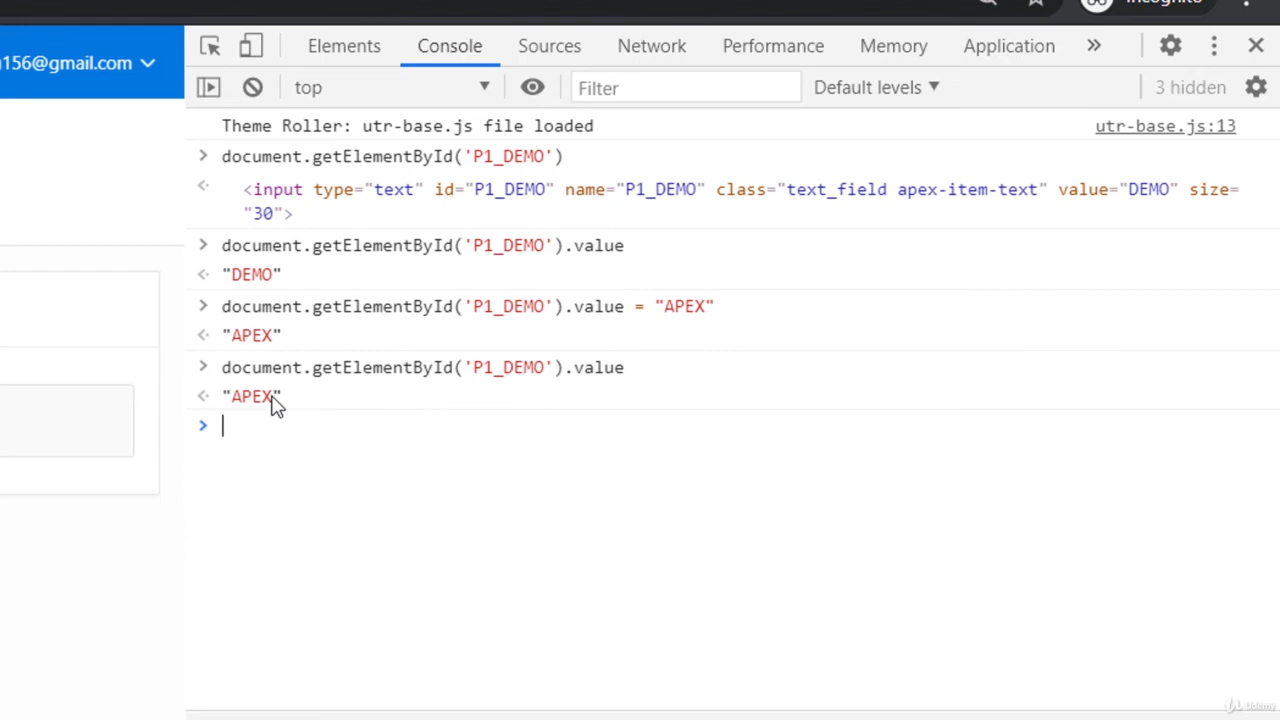 156@gmail.com
Elements Console Sources Network Performance Memory Application
top Filter Default levels 3 hidden
Theme Roller: utr-base.js file loaded utr-base.js:13
document.getElementById('P1_DEMO')
<input type="text" id="P1_DEMO" name="P1_DEMO" class="text_field apex-item-text" value="DEMO" size=
"30">
document.getElementById('P1_DEMO').value
"DEMO"
document.getElementById('P1_DEMO').value = "APEX"
"APEX"
document.getElementById('P1_DEMO').value
"APEX"
Udemy